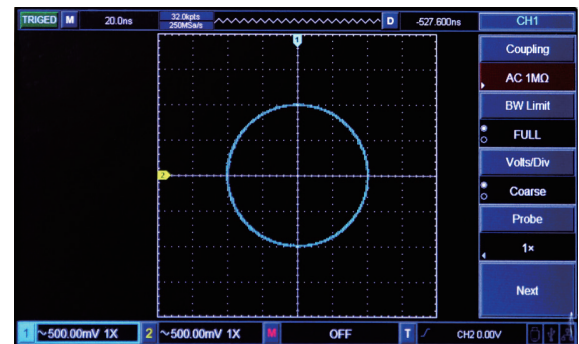 TRIGED M 20.0ns 32.0kpts D -527.600ns CH1
250MSa/s
1
Coupling
AC 1MΩ
BW Limit
FULL
Volts/Div
2
Coarse
Probe
1×
Next
1 ~500.00mV 1X 2 ~500.00mV 1X M OFF T CH2 0.00V